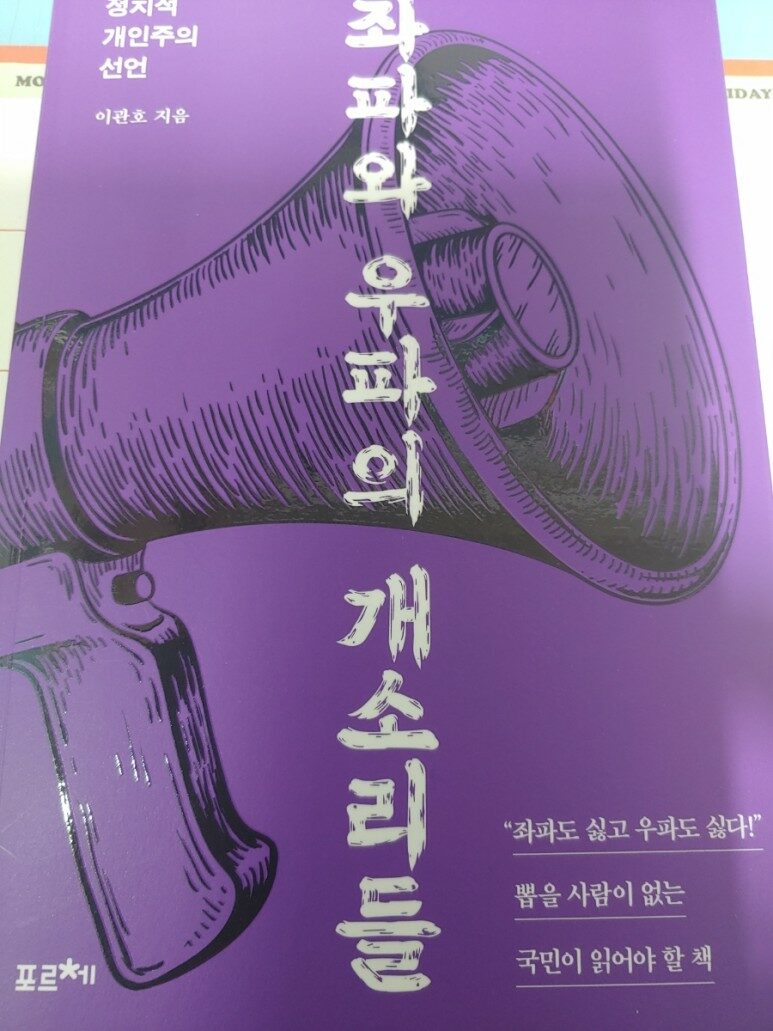 정치적
개인주의
선언
이관호 지음
좌파와 우파의 개소리들
“좌파도 싫고 우파도 싫다!”
뽑을 사람이 없는
국민이 읽어야 할 책
포르체
MO
IDAY